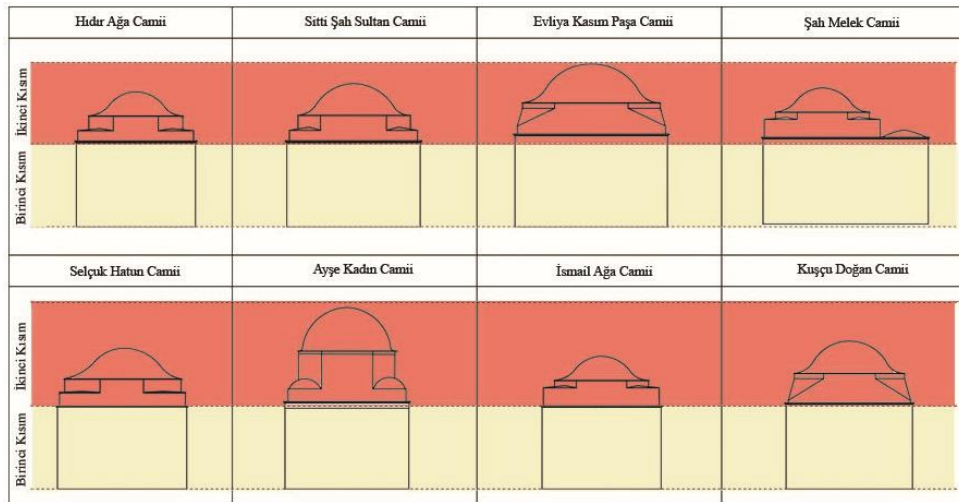 Hıdır Ağa Camii
Sitti Şah Sultan Camii
Evliya Kasım Paşa Camii
Şah Melek Camii
İkinci Kısım
Birinci Kısım
Selçuk Hatun Camii
Ayşe Kadın Camii
İsmail Ağa Camii
Kuşçu Doğan Camii
İkinci Kısım
Birinci Kısım